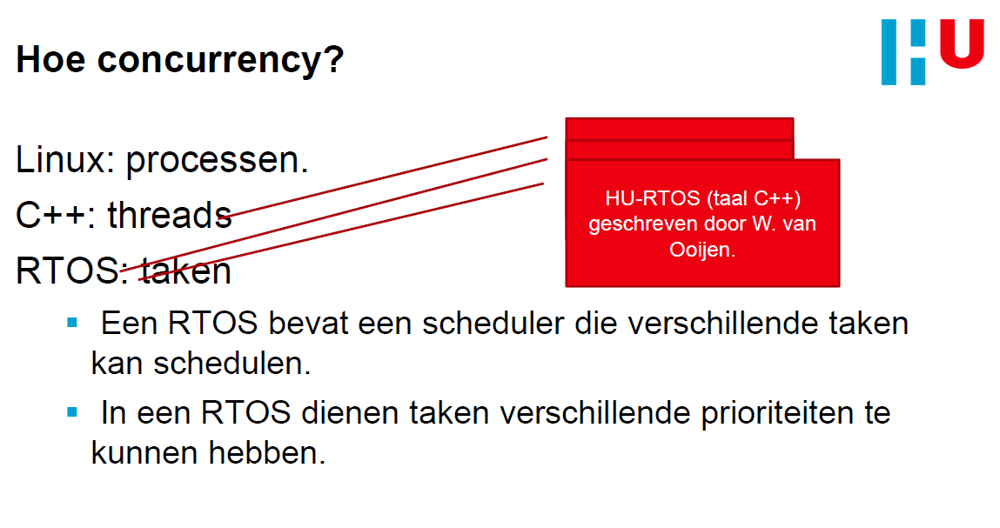 Hoe concurrency?
HU
Linux: processen.
C++: threads
RTOS: taken
HU-RTOS (taal C++)
geschreven door W. van
Ooijen.
Een RTOS bevat een scheduler die verschillende taken
kan schedulen.
In een RTOS dienen taken verschillende prioriteiten te
kunnen hebben.